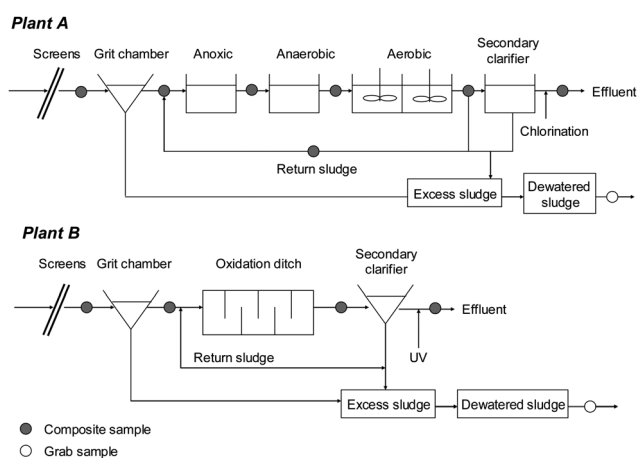 Plant A
Screens
Grit chamber
Anoxic
Anaerobic
Aerobic
Secondary
clarifier
Effluent
Chlorination
Return sludge
Excess sludge
Dewatered
sludge
Plant B
Screens
Grit chamber
Oxidation ditch
Secondary
clarifier
Effluent
UV
Return sludge
Excess sludge
Dewatered sludge
Composite sample
Grab sample